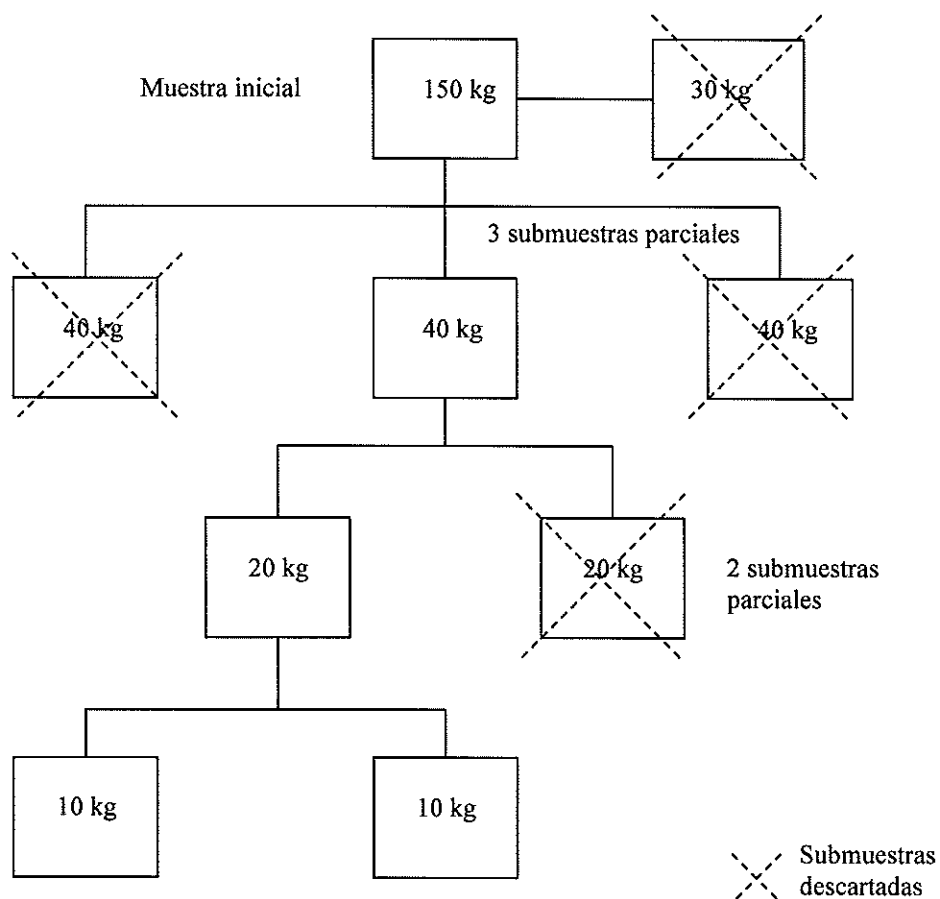 Muestra inicial
150 kg
30 kg
3 submuestras parciales
40 kg
40 kg
40 kg
20 kg
20 kg
2 submuestras
parciales
10 kg
10 kg
Submuestras
descartadas